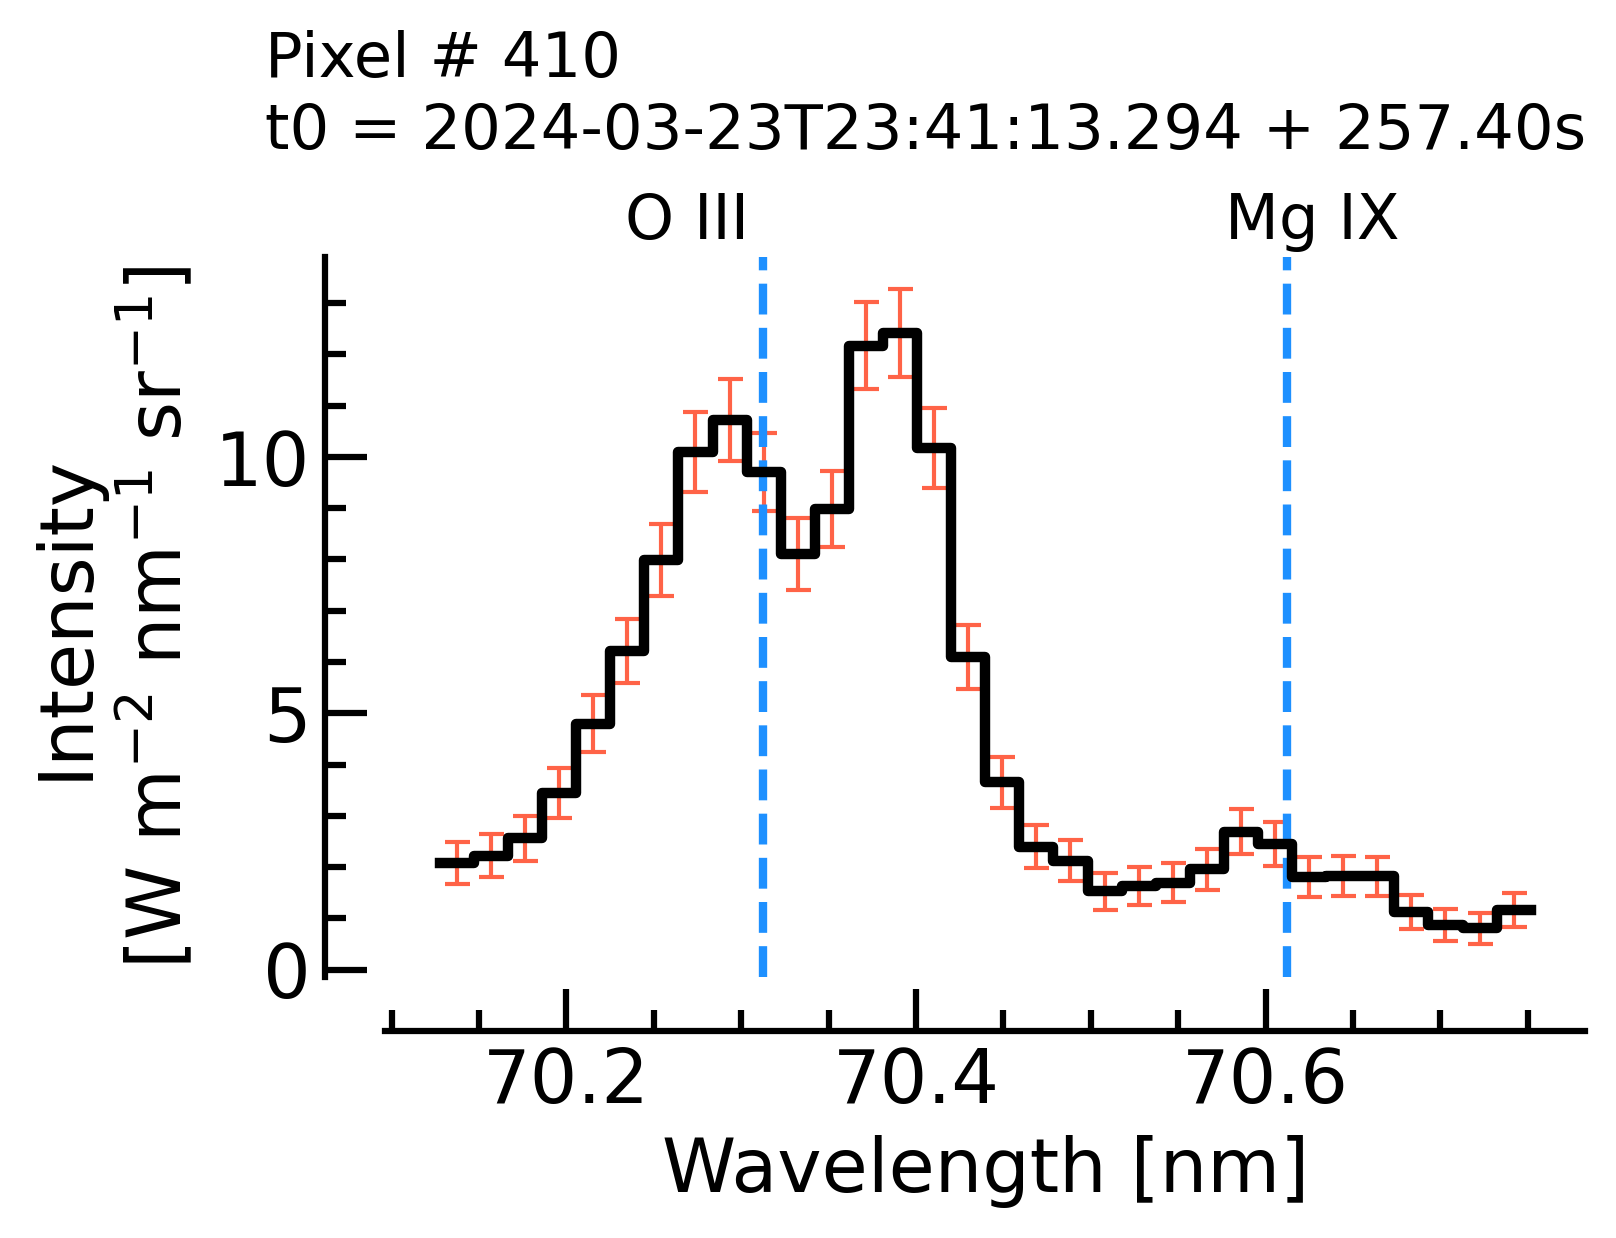 Pixel # 410
t0 = 2024-03-23T23:41:13.294 + 257.40s
O III
Mg IX
Intensity
[W m⁻² nm⁻¹ sr⁻¹]
10
5
0
70.2
70.4
70.6
Wavelength [nm]